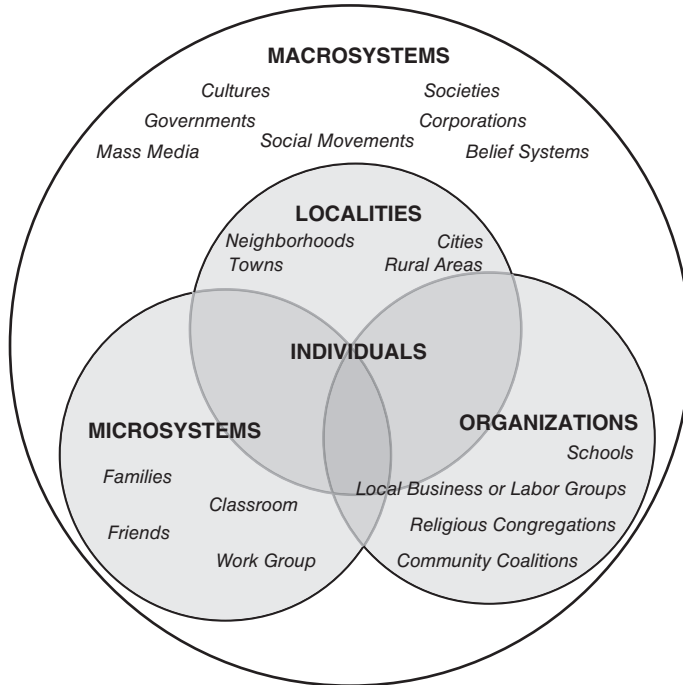 MACROSYSTEMS
Cultures Societies
Governments Corporations
Mass Media Social Movements Belief Systems
LOCALITIES
Neighborhoods Cities
Towns Rural Areas
INDIVIDUALS
MICROSYSTEMS
Families
Classroom
Friends
Work Group
ORGANIZATIONS
Schools
Local Business or Labor Groups
Religious Congregations
Community Coalitions